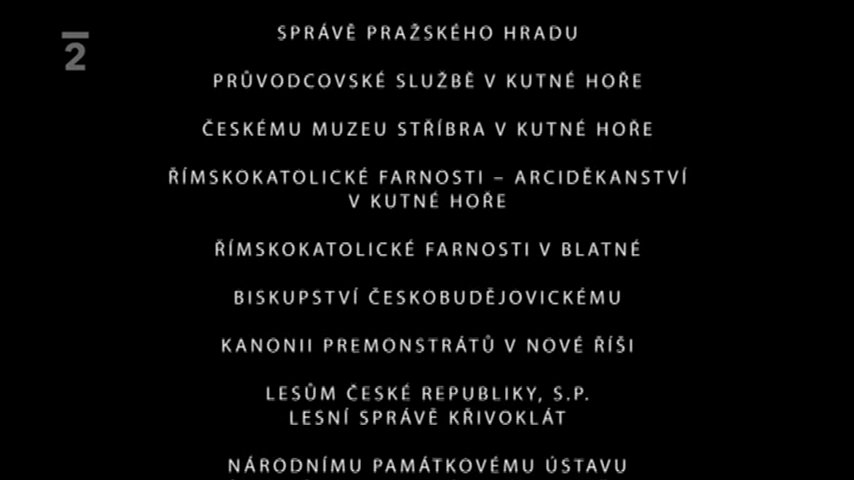 2
SPRÁVĚ PRAŽSKÉHO HRADU
PRŮVODCOVSKÉ SLUŽBĚ V KUTNÉ HOŘE
ČESKÉMU MUZEU STŘÍBRA V KUTNÉ HOŘE
ŘÍMSKOKATOLICKÉ FARNOSTI – ARCIDĚKANSTVÍ
V KUTNÉ HOŘE
ŘÍMSKOKATOLICKÉ FARNOSTI V BLATNÉ
BISKUPSTVÍ ČESKOBUDĚJOVICKÉMU
KANONII PREMONSTRÁTŮ V NOVÉ ŘÍŠI
LESŮM ČESKÉ REPUBLIKY, S.P.
LESNÍ SPRÁVĚ KŘIVOKLÁT
NÁRODNÍMU PAMÁTKOVÉMU ÚSTAVU